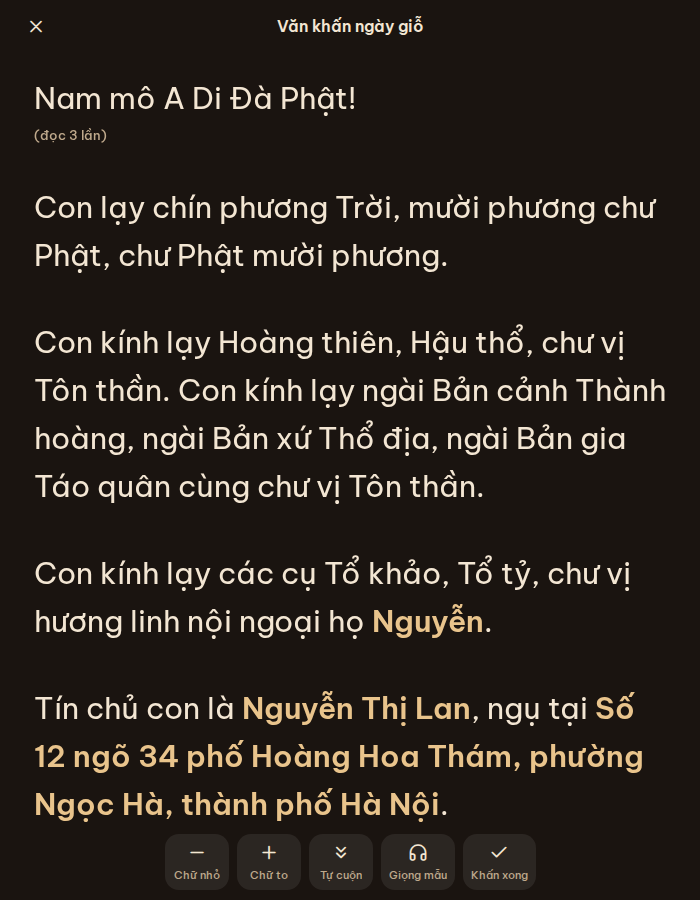 Văn khấn ngày giỗ
Nam mô A Di Đà Phật!
(đọc 3 lần)
Con lạy chín phương Trời, mười phương chư
Phật, chư Phật mười phương.
Con kính lạy Hoàng thiên, Hậu thổ, chư vị
Tôn thần. Con kính lạy ngài Bản cảnh Thành
hoàng, ngài Bản xứ Thổ địa, ngài Bản gia
Táo quân cùng chư vị Tôn thần.
Con kính lạy các cụ Tổ khảo, Tổ tỷ, chư vị
hương linh nội ngoại họ Nguyễn.
Tín chủ con là Nguyễn Thị Lan, ngụ tại Số
12 ngõ 34 phố Hoàng Hoa Thám, phường
Ngọc Hà, thành phố Hà Nội.
Chữ nhỏ
Chữ to
Tự cuộn
Giọng mẫu
Khấn xong